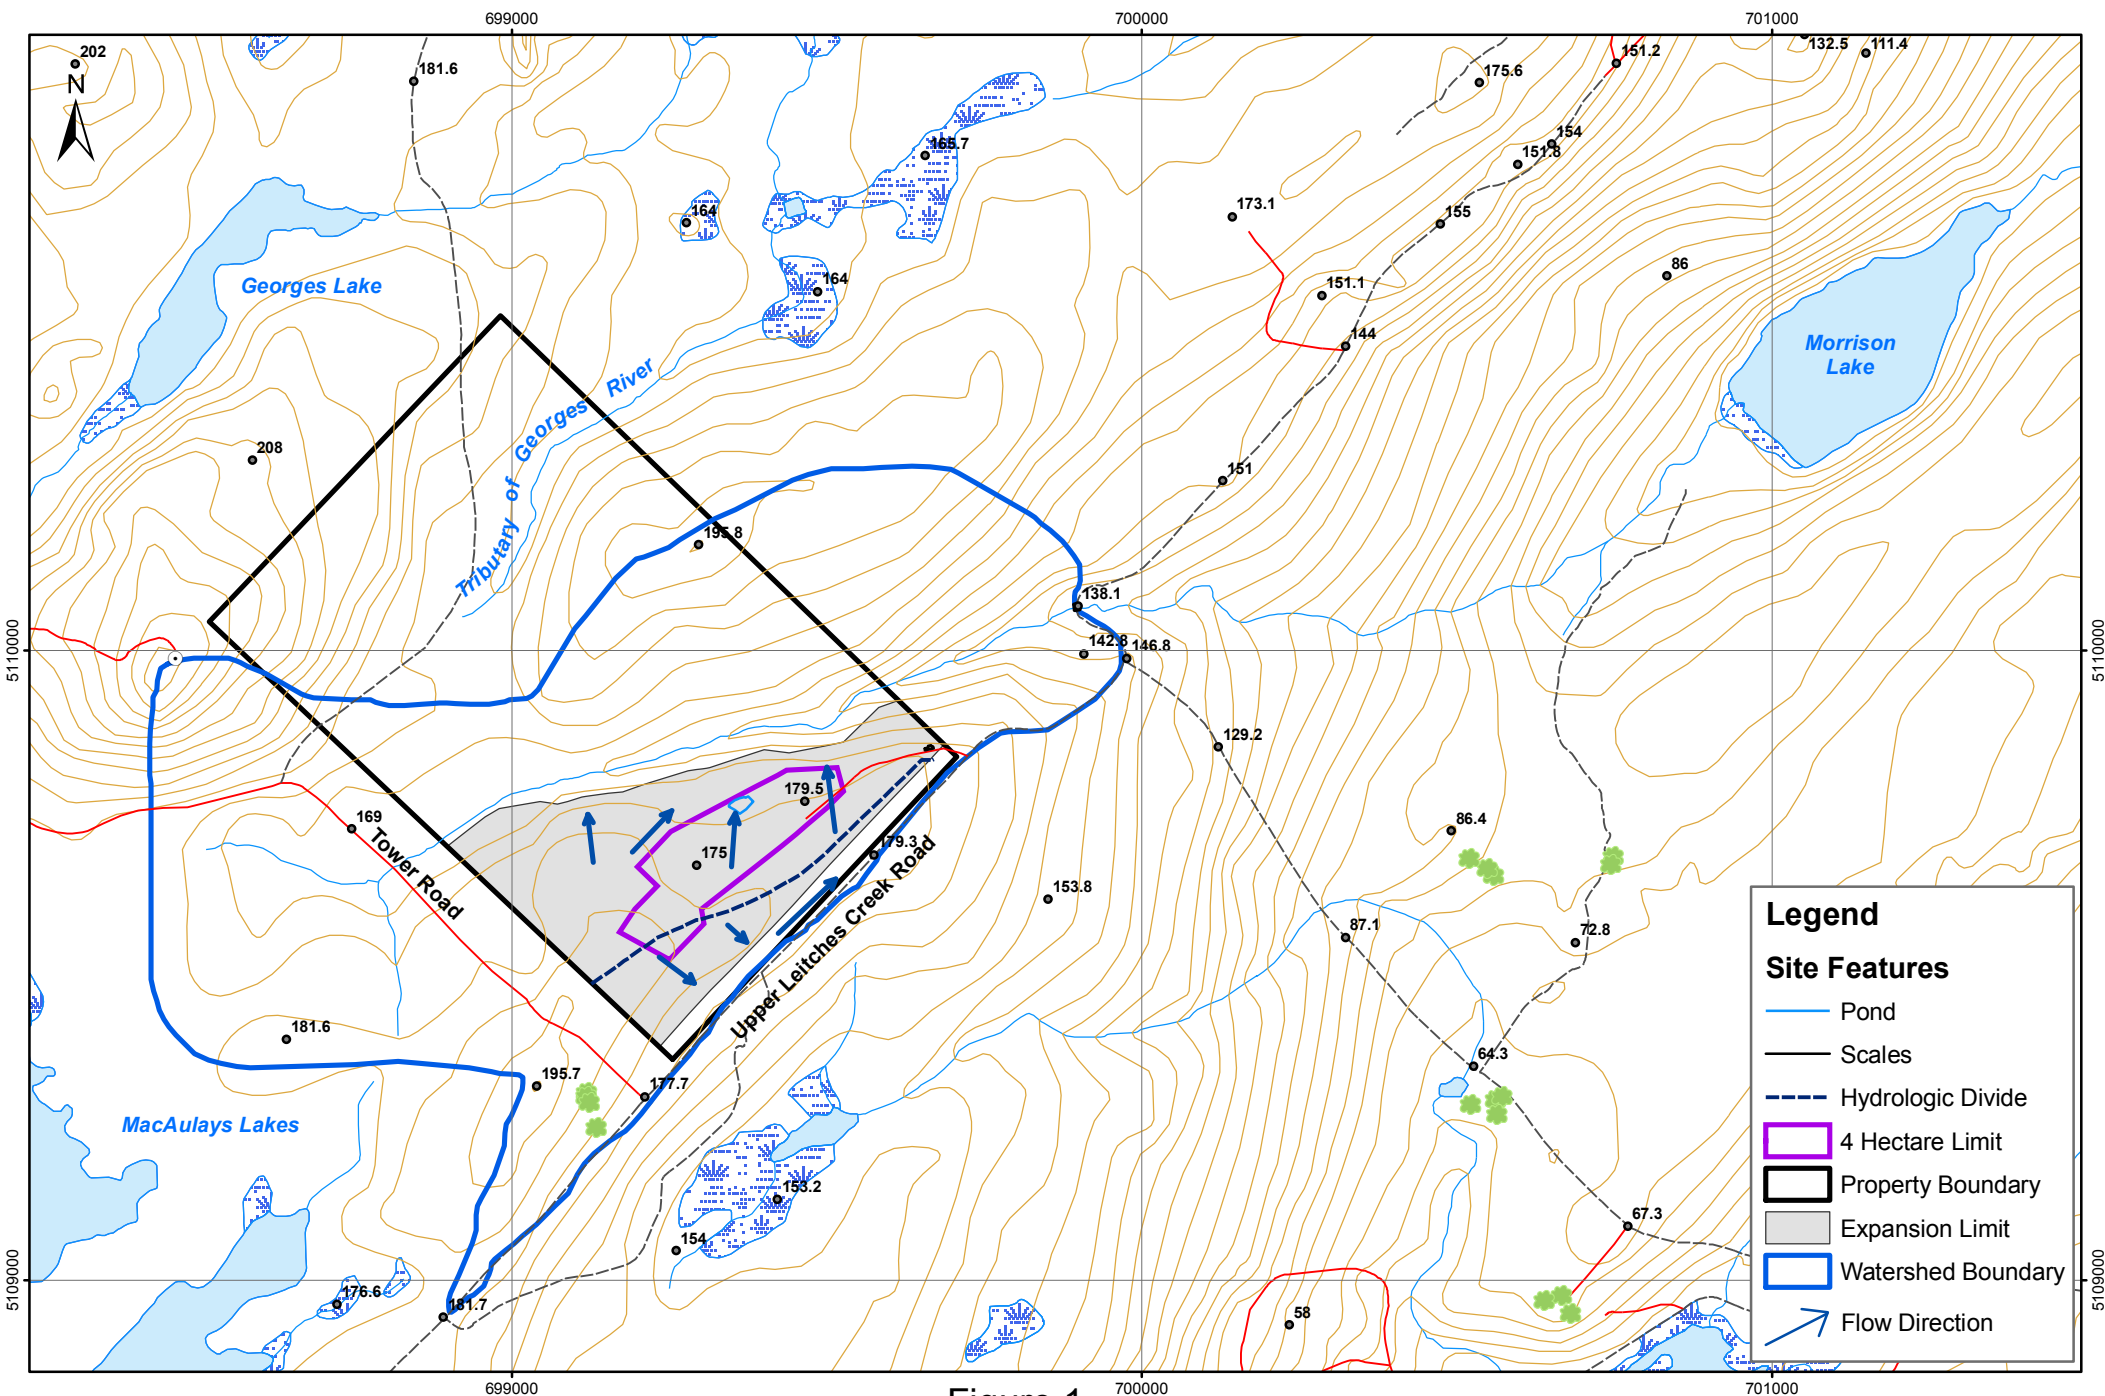 699000
700000
701000
202
N
181.6
175.6
151.2
132.5
111.4
165.7
154
151.8
164
173.1
155
Georges Lake
164
151.1
86
144
Morrison
Lake
208
Tributary of Georges River
151
195.8
138.1
5110000
142.8
146.8
5110000
129.2
179.5
169
Tower Road
175
179.3
86.4
153.8
Upper Leitches Creek Road
87.1
72.8
181.6
195.7
177.7
64.3
MacAulays Lakes
153.2
154
67.3
5109000
176.6
181.7
58
5109000
Legend
Site Features
Pond
Scales
Hydrologic Divide
4 Hectare Limit
Property Boundary
Expansion Limit
Watershed Boundary
Flow Direction
699000
700000
701000